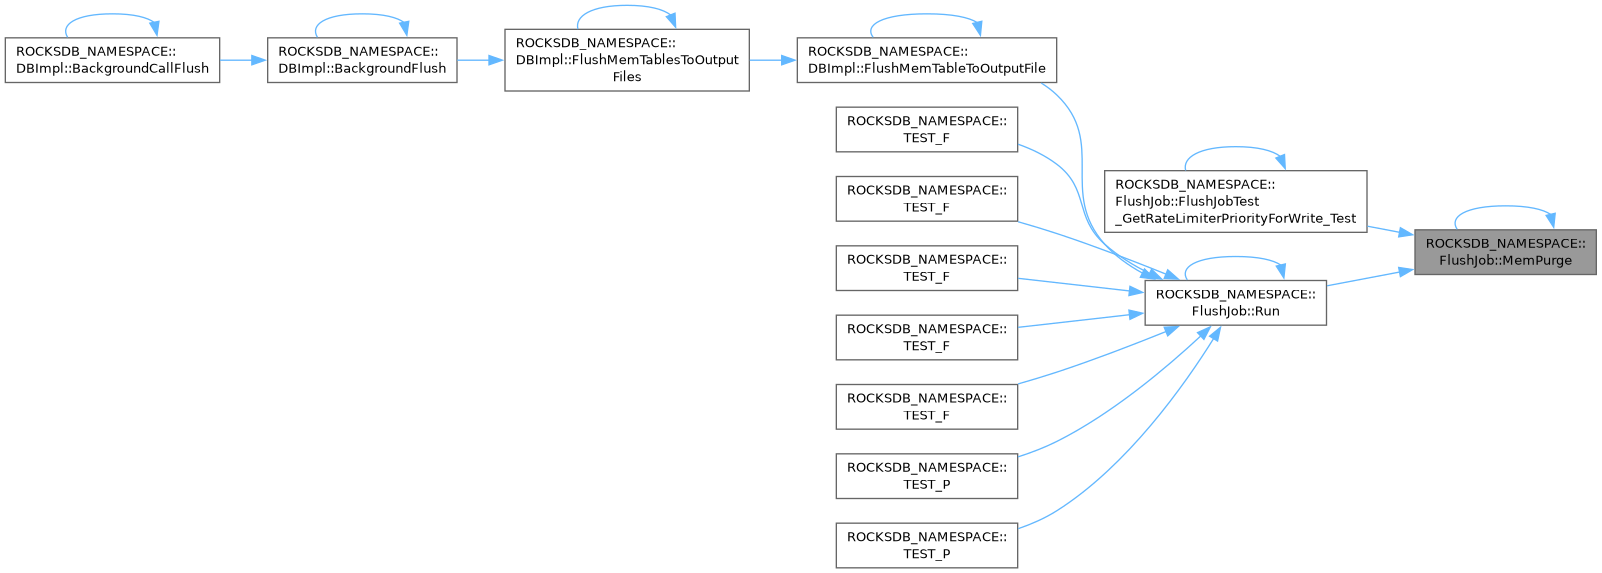 ROCKSDB_NAMESPACE::
DBImpl::BackgroundCallFlush
ROCKSDB_NAMESPACE::
DBImpl::BackgroundFlush
ROCKSDB_NAMESPACE::
DBImpl::FlushMemTablesToOutput
Files
ROCKSDB_NAMESPACE::
DBImpl::FlushMemTableToOutputFile
ROCKSDB_NAMESPACE::
TEST_F
ROCKSDB_NAMESPACE::
TEST_F
ROCKSDB_NAMESPACE::
TEST_F
ROCKSDB_NAMESPACE::
TEST_F
ROCKSDB_NAMESPACE::
TEST_F
ROCKSDB_NAMESPACE::
TEST_P
ROCKSDB_NAMESPACE::
TEST_P
ROCKSDB_NAMESPACE::
FlushJob::FlushJobTest
_GetRateLimiterPriorityForWrite_Test
ROCKSDB_NAMESPACE::
FlushJob::Run
ROCKSDB_NAMESPACE::
FlushJob::MemPurge